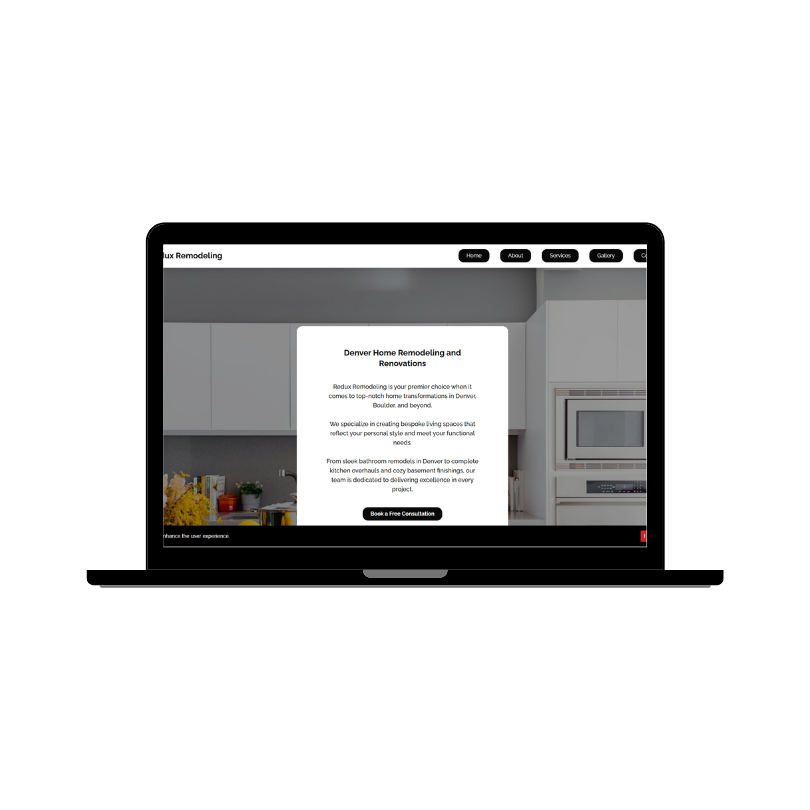 lux Remodeling
Home
About
Services
Gallery
Co
Denver Home Remodeling and
Renovations
Redux Remodeling is your premier choice when it
comes to top-notch home transformations in Denver,
Boulder, and beyond.
We specialize in creating bespoke living spaces that
reflect your personal style and meet your functional
needs.
From sleek bathroom remodels in Denver to complete
kitchen overhauls and cozy basement finishings, our
team is dedicated to delivering excellence in every
project.
Book a Free Consultation
nhance the user experience.